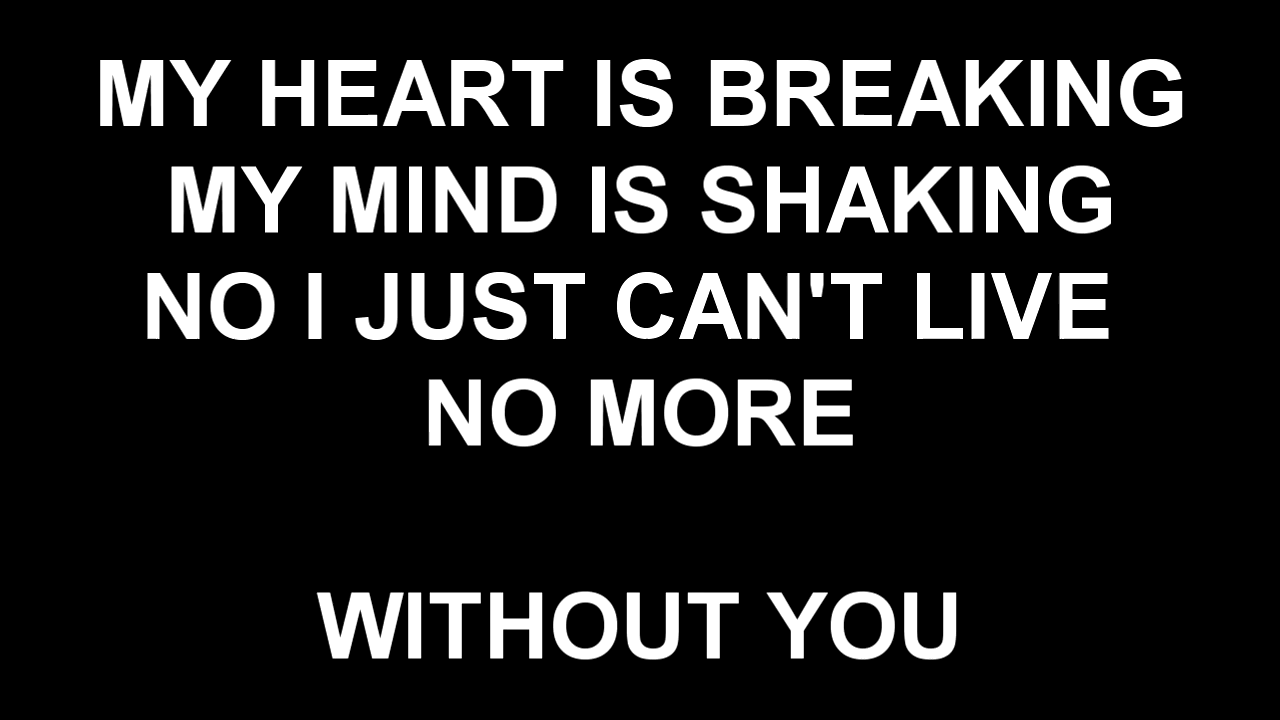 MY HEART IS BREAKING
MY MIND IS SHAKING
NO I JUST CAN'T LIVE
NO MORE
WITHOUT YOU